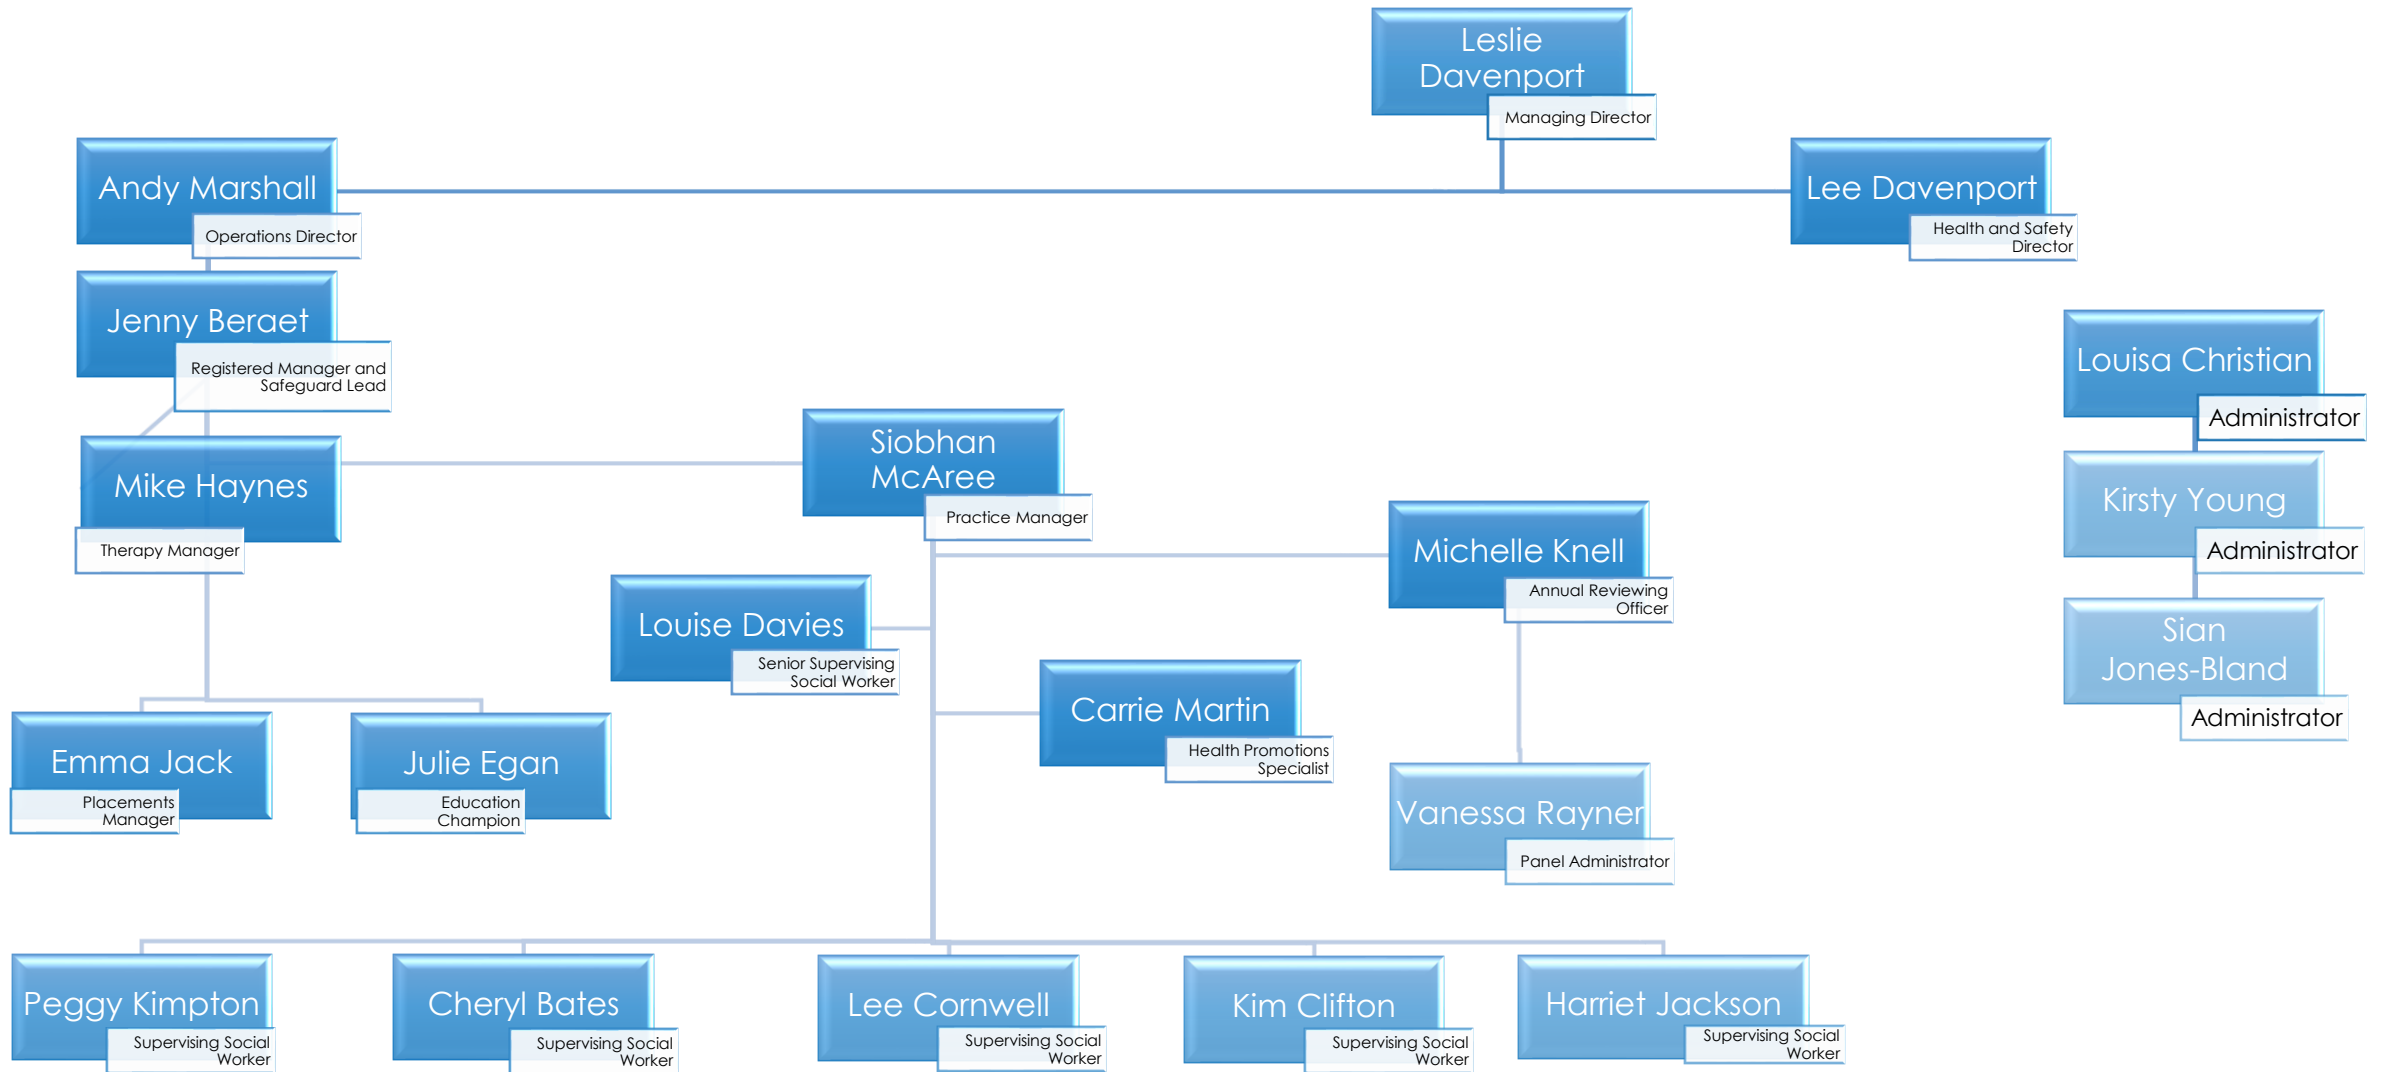 Leslie
Davenport
Managing Director
Andy Marshall
Operations Director
Lee Davenport
Health and Safety
Director
Jenny Beraet
Registered Manager and
Safeguard Lead
Louisa Christian
Administrator
Mike Haynes
Therapy Manager
Siobhan
McAree
Practice Manager
Kirsty Young
Administrator
Michelle Knell
Annual Reviewing
Officer
Louise Davies
Senior Supervising
Social Worker
Sian
Jones-Bland
Administrator
Carrie Martin
Health Promotions
Specialist
Emma Jack
Placements
Manager
Julie Egan
Education
Champion
Vanessa Rayner
Panel Administrator
Peggy Kimpton
Supervising Social
Worker
Cheryl Bates
Supervising Social
Worker
Lee Cornwell
Supervising Social
Worker
Kim Clifton
Supervising Social
Worker
Harriet Jackson
Supervising Social
Worker